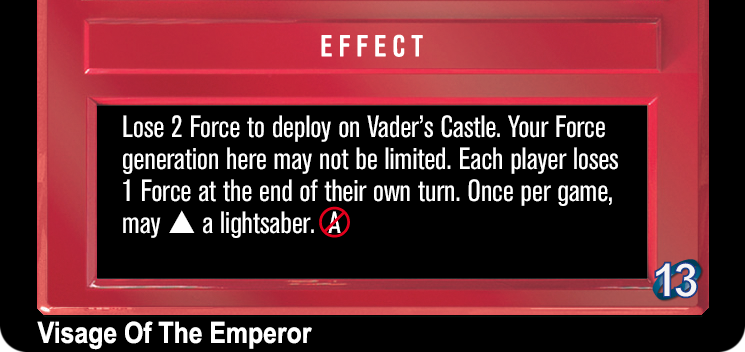 EFFECT
Lose 2 Force to deploy on Vader's Castle. Your Force
generation here may not be limited. Each player loses
1 Force at the end of their own turn. Once per game,
may ▲ a lightsaber. A
13
Visage Of The Emperor